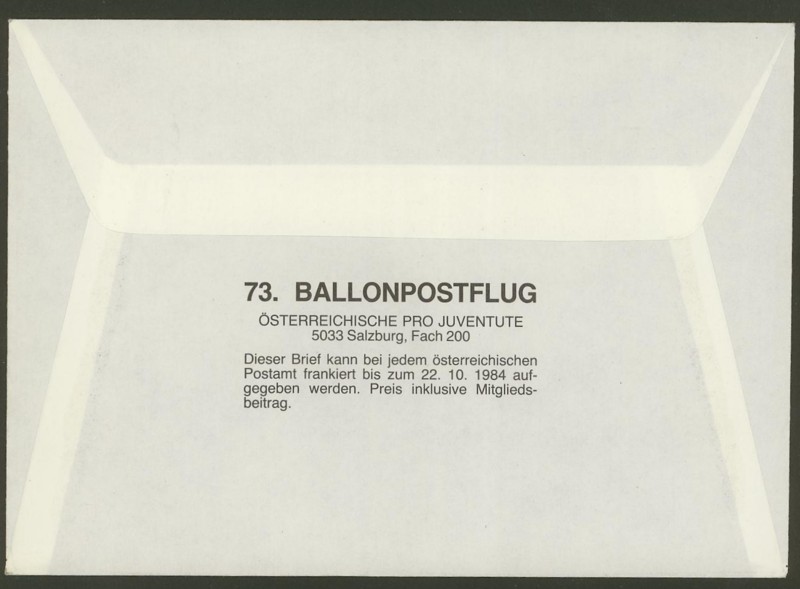 73. BALLONPOSTFLUG
ÖSTERREICHISCHE PRO JUVENTUTE
5033 Salzburg, Fach 200
Dieser Brief kann bei jedem österreichischen
Postamt frankiert bis zum 22. 10. 1984 auf-
gegeben werden. Preis inklusive Mitglieds-
beitrag.